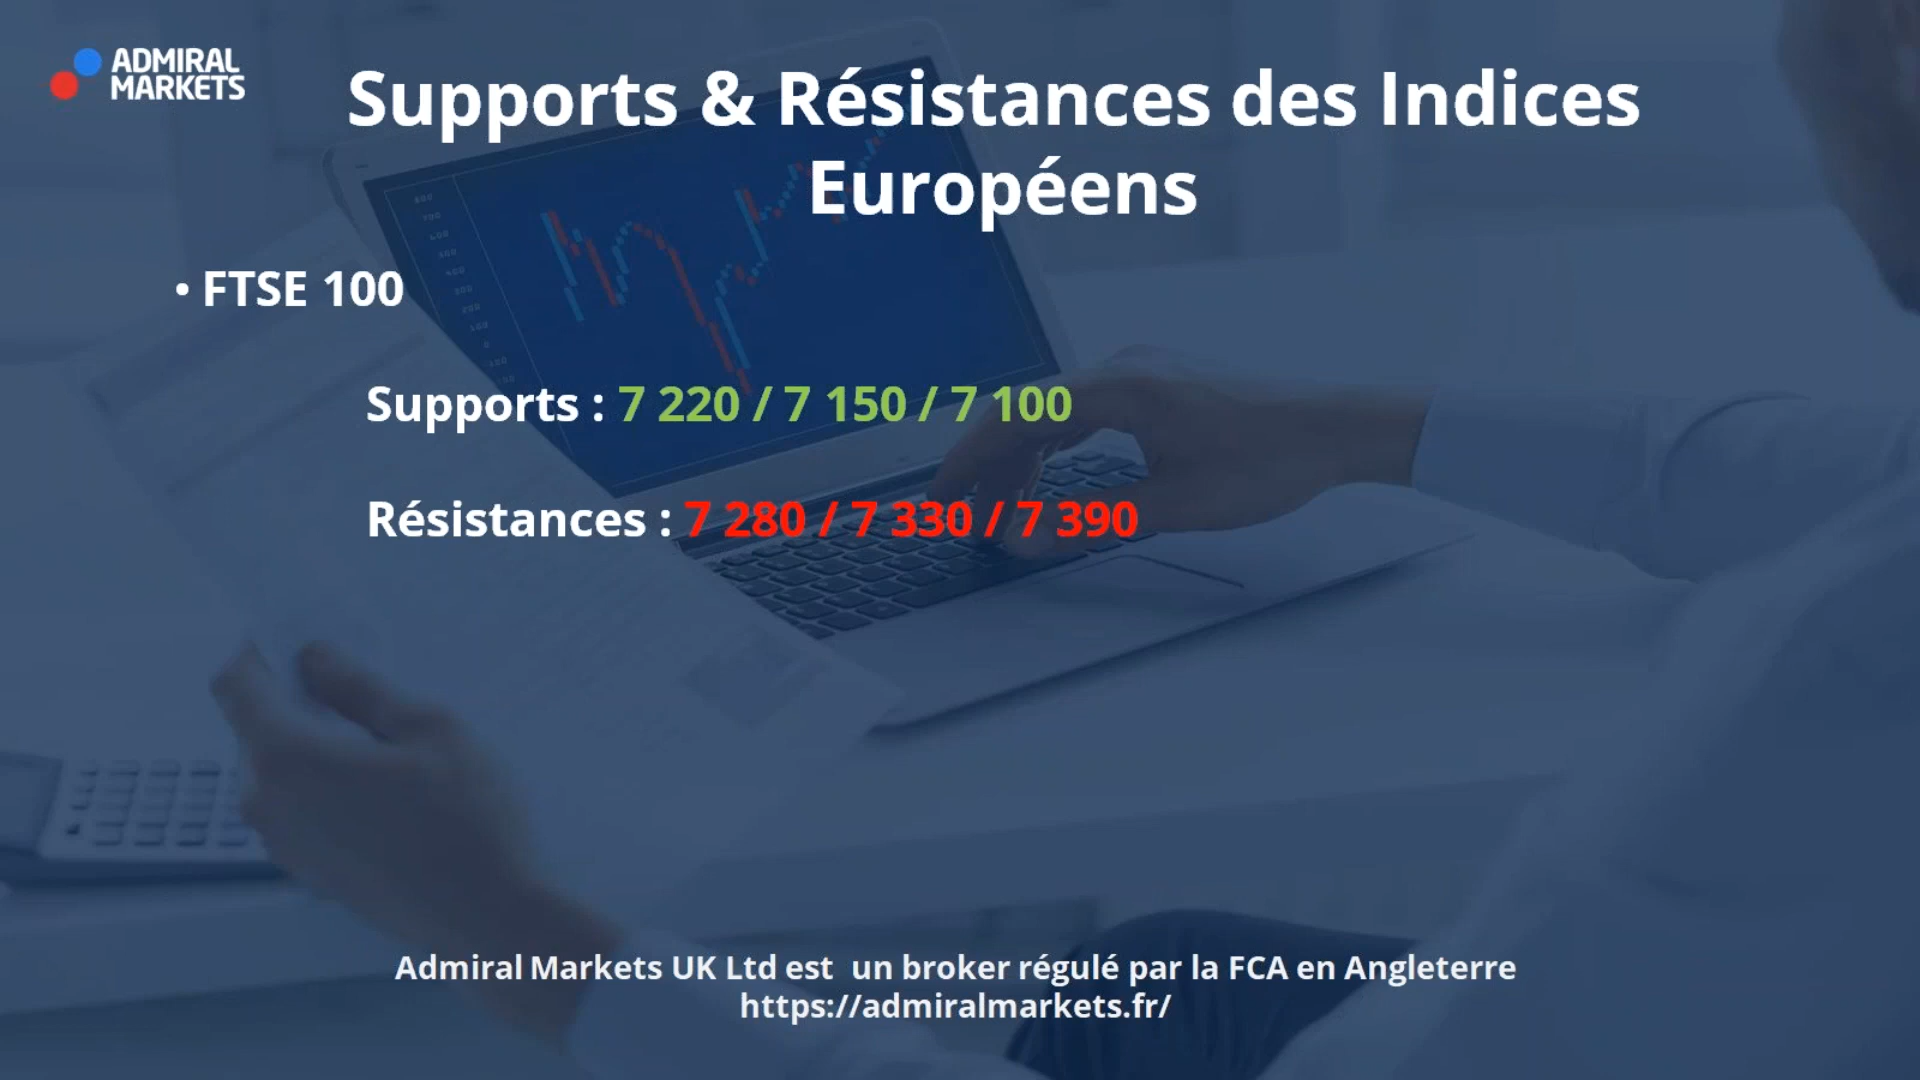 ADMIRAL
MARKETS
Supports & Résistances des Indices
Européens
• FTSE 100
Supports : 7 220 / 7 150 / 7 100
Résistances : 7 280 / 7 330 / 7 390
Admiral Markets UK Ltd est  un broker régulé par la FCA en Angleterre
https://admiralmarkets.fr/